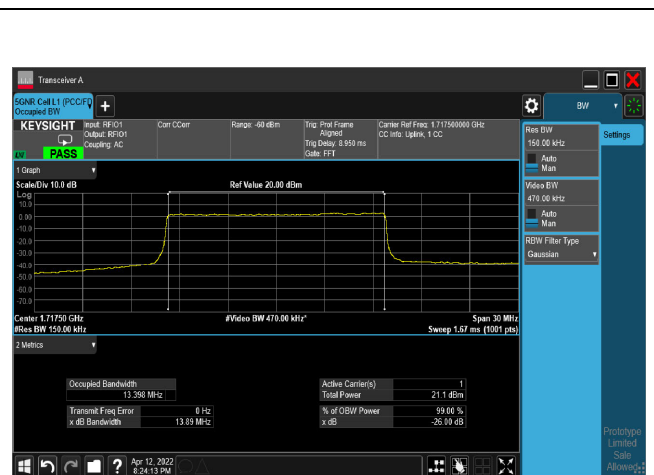 Transceiver A
5GNR Cell L1 (PCC/FD
Occupied BW
BW
KEYSIGHT
PASS
Input: RFIO1
Output: RFIO1
Coupling: AC
Corr CCorr
Range: -60 dBm
Trig: Prot Frame
Aligned
Trig Delay: 8.950 ms
Gate: FFT
Carrier Ref Freq: 1.717500000 GHz
CC Info: Uplink, 1 CC
Res BW
150.00 kHz
Auto
Man
Settings
Video BW
470.00 kHz
Auto
Man
RBW Filter Type
Gaussian
1 Graph
Scale/Div 10.0 dB
Ref Value 20.00 dBm
Log
10.0
0.00
-10.0
-20.0
-30.0
-40.0
-50.0
-60.0
-70.0
Center 1.71750 GHz
#Video BW 470.00 kHz*
Span 30 MHz
#Res BW 150.00 kHz
Sweep 1.67 ms (1001 pts)
2 Metrics
Occupied Bandwidth
13.398 MHz
Active Carrier(s) 1
Total Power 21.1 dBm
Transmit Freq Error 0 Hz
x dB Bandwidth 13.89 MHz
% of OBW Power 99.00 %
x dB -26.00 dB
Apr 12, 2022
8:24:13 PM
Prototype
Limited
Sale
Allowed